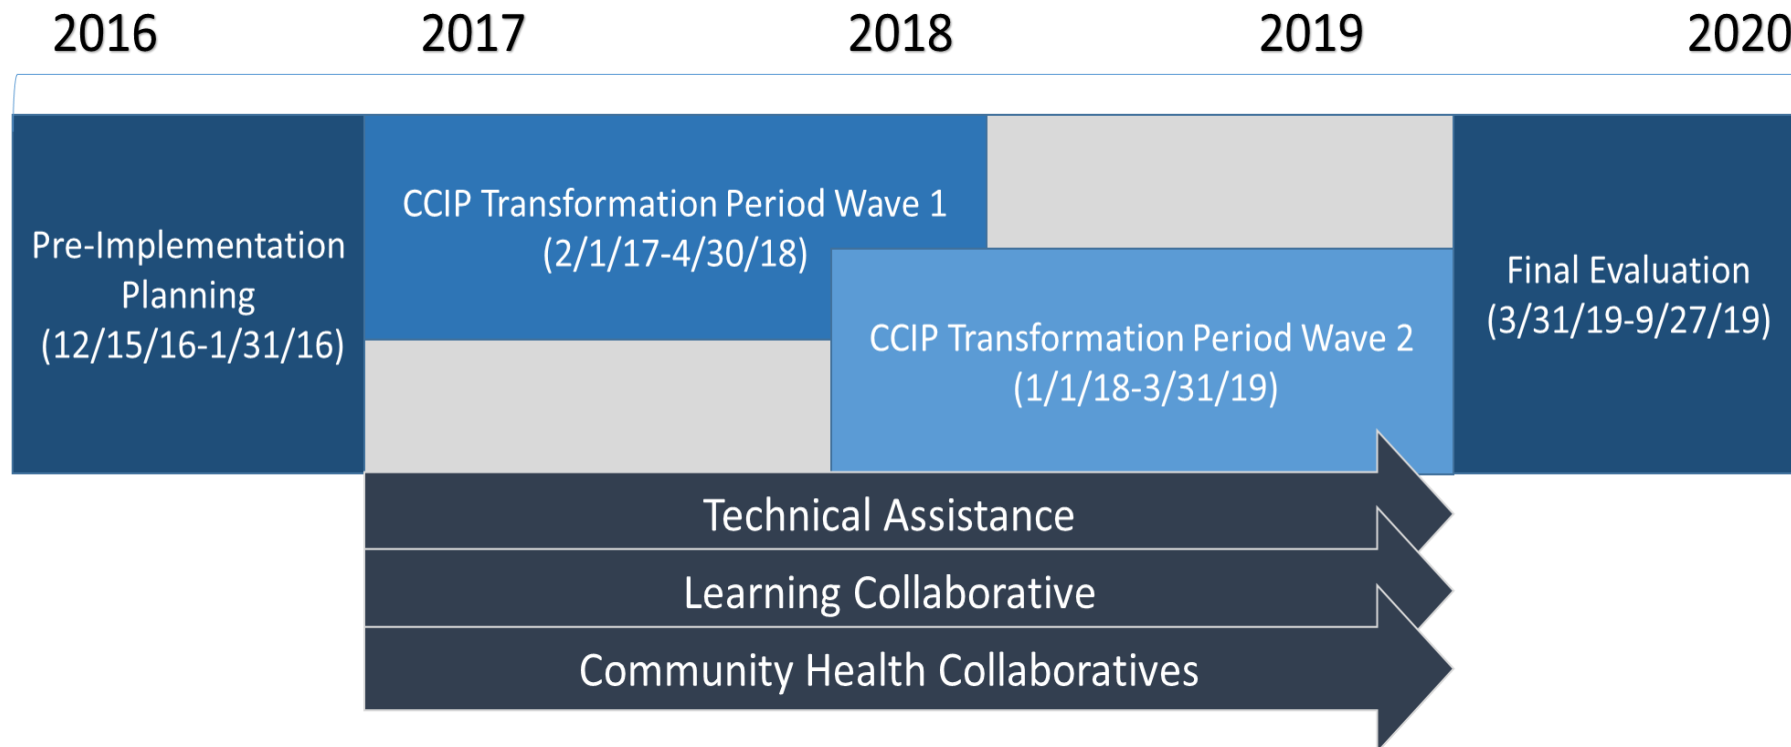 2016 2017 2018 2019 2020
Pre-Implementation
Planning
(12/15/16-1/31/16)
CCIP Transformation Period Wave 1
(2/1/17-4/30/18)
CCIP Transformation Period Wave 2
(1/1/18-3/31/19)
Final Evaluation
(3/31/19-9/27/19)
Technical Assistance
Learning Collaborative
Community Health Collaboratives